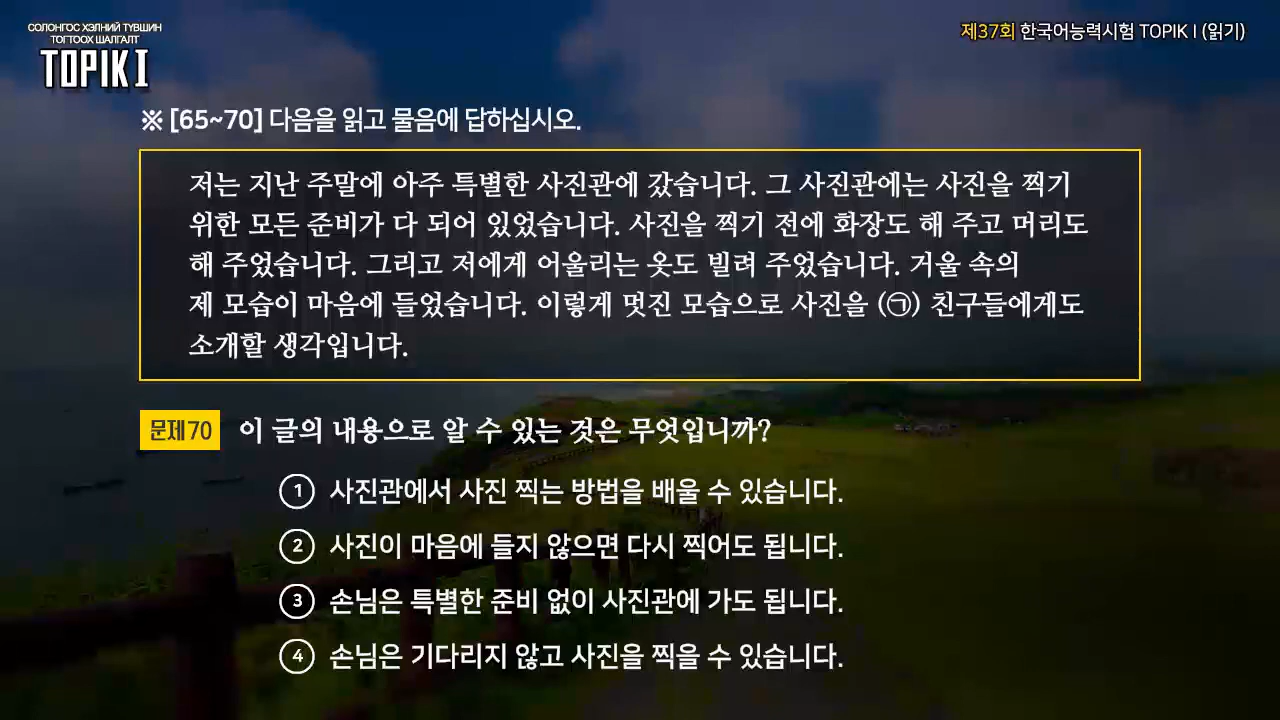 СОЛОНГОС ХЭЛНИЙ ТҮВШИН
ТОГТООХ ШАЛГАЛТ
TOPIK I
제37회 한국어능력시험 TOPIK I (읽기)
※ [65~70] 다음을 읽고 물음에 답하십시오.
저는 지난 주말에 아주 특별한 사진관에 갔습니다. 그 사진관에는 사진을 찍기
위한 모든 준비가 다 되어 있었습니다. 사진을 찍기 전에 화장도 해 주고 머리도
해 주었습니다. 그리고 저에게 어울리는 옷도 빌려 주었습니다. 거울 속의
제 모습이 마음에 들었습니다. 이렇게 멋진 모습으로 사진을 (㉠) 친구들에게도
소개할 생각입니다.
문제 70 이 글의 내용으로 알 수 있는 것은 무엇입니까?
① 사진관에서 사진 찍는 방법을 배울 수 있습니다.
② 사진이 마음에 들지 않으면 다시 찍어도 됩니다.
③ 손님은 특별한 준비 없이 사진관에 가도 됩니다.
④ 손님은 기다리지 않고 사진을 찍을 수 있습니다.